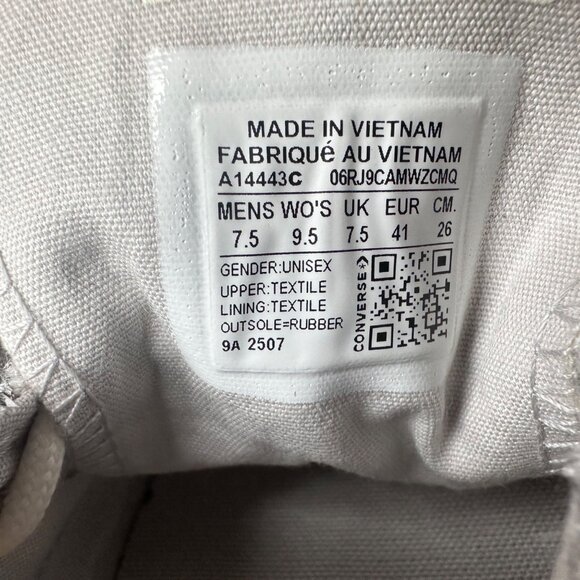 MADE IN VIETNAM
FABRIQUé AU VIETNAM
A14443C 06RJ9CAMWZCMQ
MENS WO'S UK EUR CM.
7.5 9.5 7.5 41 26
GENDER:UNISEX
UPPER:TEXTILE
LINING:TEXTILE
OUTSOLE=RUBBER
9A 2507
CONVERSE